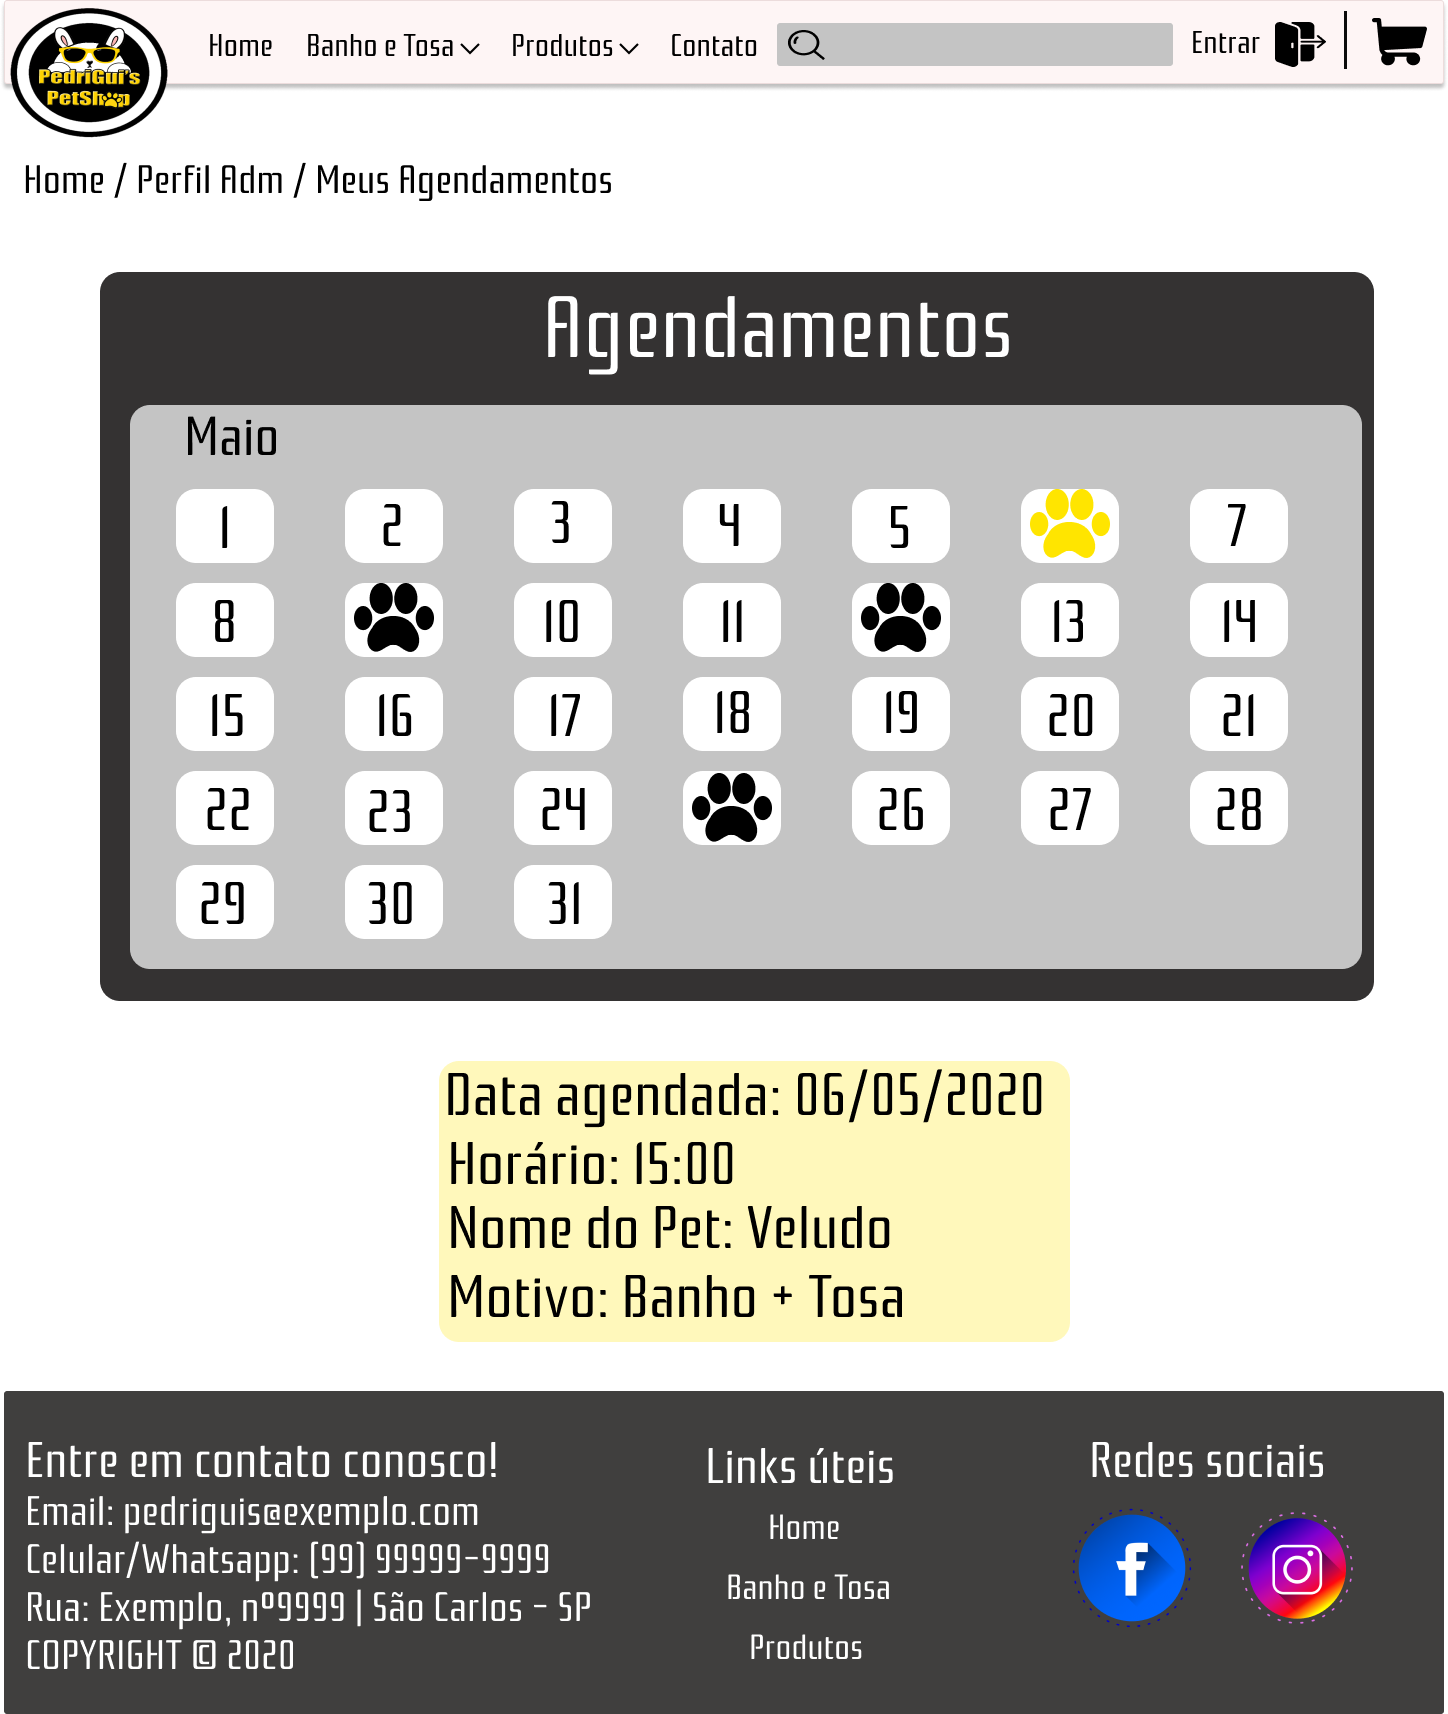 PedriGui's
PetShop
Home Banho e Tosa Produtos Contato Entrar
Home / Perfil Adm / Meus Agendamentos
Agendamentos
Maio
1 2 3 4 5 7
8 10 11 13 14
15 16 17 18 19 20 21
22 23 24 26 27 28
29 30 31
Data agendada: 06/05/2020
Horário: 15:00
Nome do Pet: Veludo
Motivo: Banho + Tosa
Entre em contato conosco!
Email: pedriguis@exemplo.com
Celular/Whatsapp: (99) 99999-9999
Rua: Exemplo, nº9999 | São Carlos - SP
COPYRIGHT © 2020
Links úteis
Home
Banho e Tosa
Produtos
Redes sociais